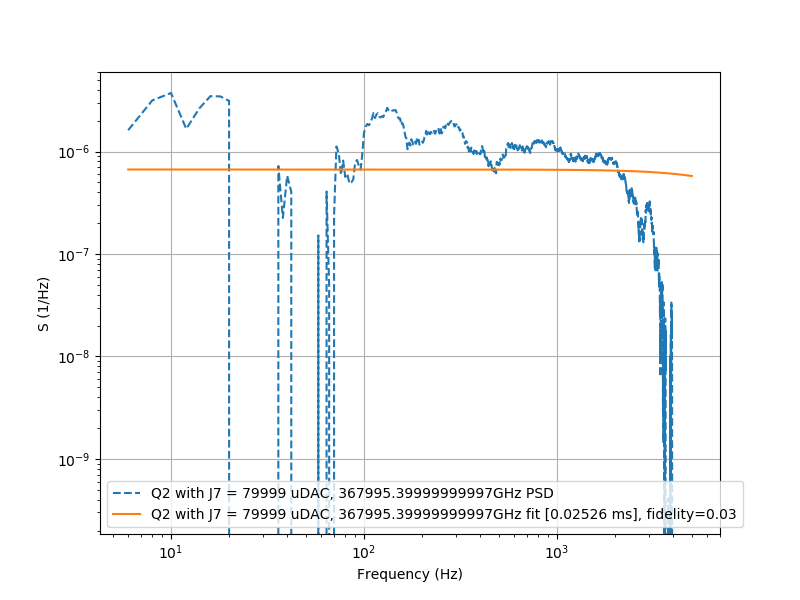 10⁻⁶
10⁻⁷
10⁻⁸
10⁻⁹
S (1/Hz)
Q2 with J7 = 79999 uDAC, 367995.39999999997GHz PSD
Q2 with J7 = 79999 uDAC, 367995.39999999997GHz fit [0.02526 ms], fidelity=0.03
10¹ 10² 10³
Frequency (Hz)